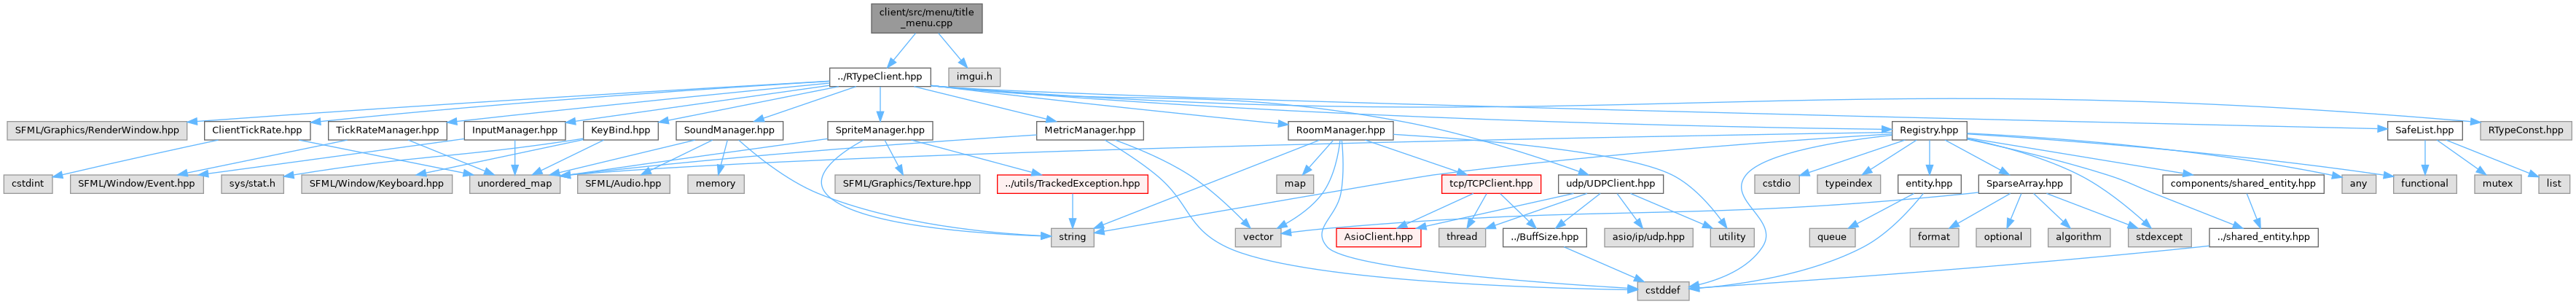 client/src/menu/title
_menu.cpp
../RTypeClient.hpp
imgui.h
SFML/Graphics/RenderWindow.hpp
ClientTickRate.hpp
TickRateManager.hpp
InputManager.hpp
KeyBind.hpp
SoundManager.hpp
SpriteManager.hpp
MetricManager.hpp
RoomManager.hpp
Registry.hpp
SafeList.hpp
RTypeConst.hpp
cstdint
SFML/Window/Event.hpp
sys/stat.h
SFML/Window/Keyboard.hpp
unordered_map
SFML/Audio.hpp
memory
SFML/Graphics/Texture.hpp
../utils/TrackedException.hpp
map
tcp/TCPClient.hpp
udp/UDPClient.hpp
cstdio
typeindex
entity.hpp
SparseArray.hpp
components/shared_entity.hpp
any
functional
mutex
list
string
vector
AsioClient.hpp
thread
../BuffSize.hpp
asio/ip/udp.hpp
utility
queue
format
optional
algorithm
stdexcept
../shared_entity.hpp
cstddef